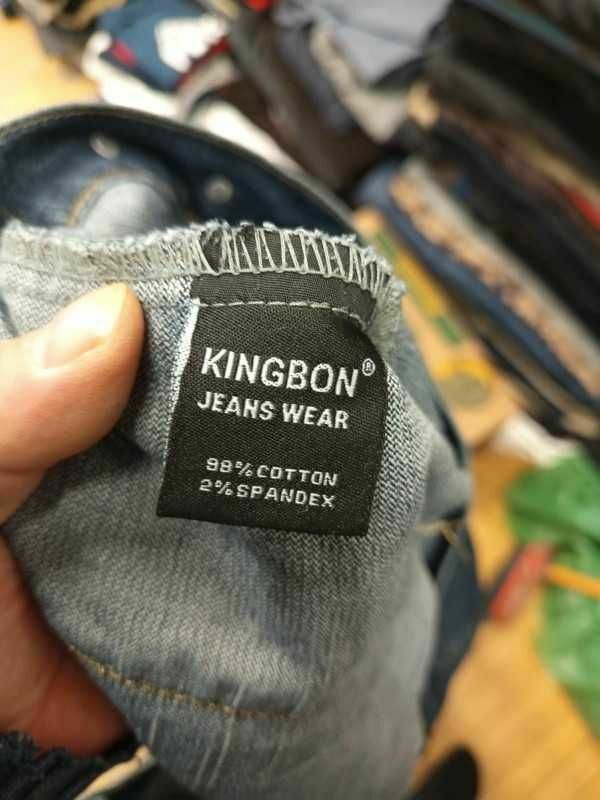 KINGBON®
JEANS WEAR
98% COTTON
2% SPANDEX